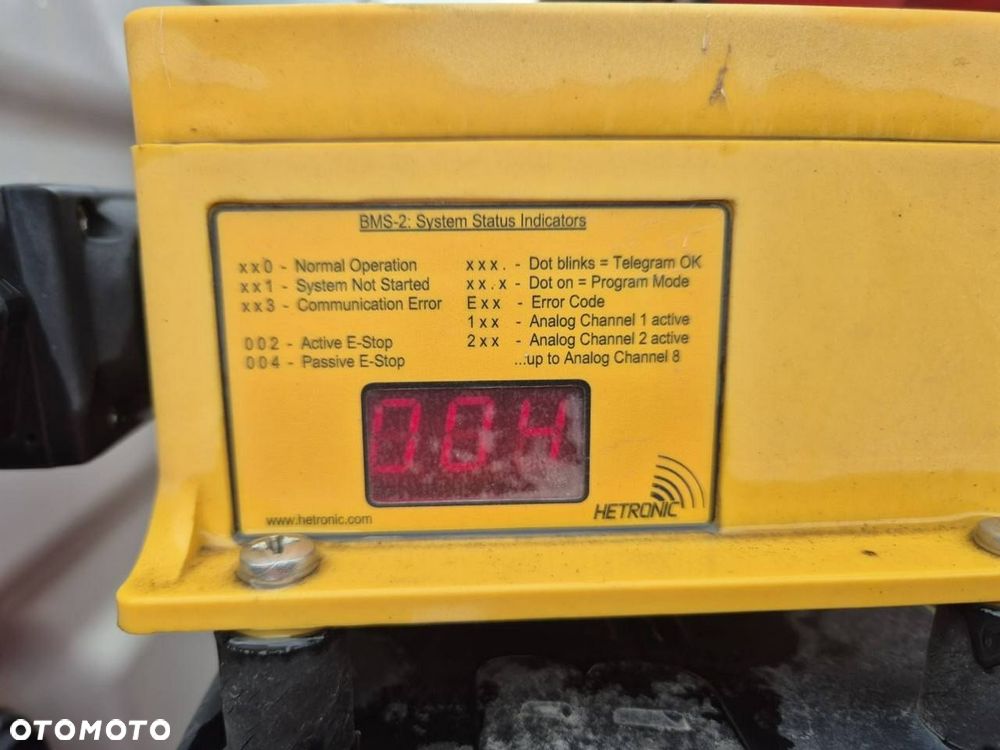 BMS-2: System Status Indicators
x x 0 - Normal Operation
x x 1 - System Not Started
x x 3 - Communication Error
0 0 2 - Active E-Stop
0 0 4 - Passive E-Stop
x x x . - Dot blinks = Telegram OK
x x . x - Dot on = Program Mode
E x x - Error Code
1 x x - Analog Channel 1 active
2 x x - Analog Channel 2 active
...up to Analog Channel 8
004
www.hetronic.com
HETRONIC
OTOMOTO